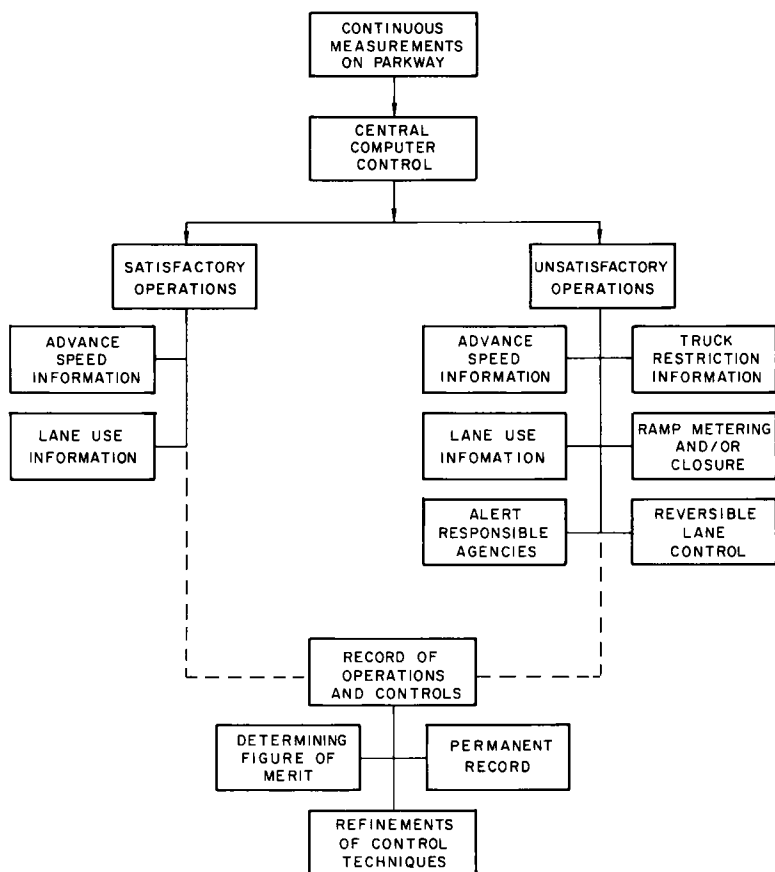 CONTINUOUS
MEASUREMENTS
ON PARKWAY
CENTRAL
COMPUTER
CONTROL
SATISFACTORY
OPERATIONS
UNSATISFACTORY
OPERATIONS
ADVANCE
SPEED
INFORMATION
LANE USE
INFORMATION
ADVANCE
SPEED
INFORMATION
TRUCK
RESTRICTION
INFORMATION
LANE USE
INFOMATION
RAMP METERING
AND/OR
CLOSURE
ALERT
RESPONSIBLE
AGENCIES
REVERSIBLE
LANE
CONTROL
RECORD OF
OPERATIONS
AND CONTROLS
DETERMINING
FIGURE OF
MERIT
PERMANENT
RECORD
REFINEMENTS
OF CONTROL
TECHNIQUES